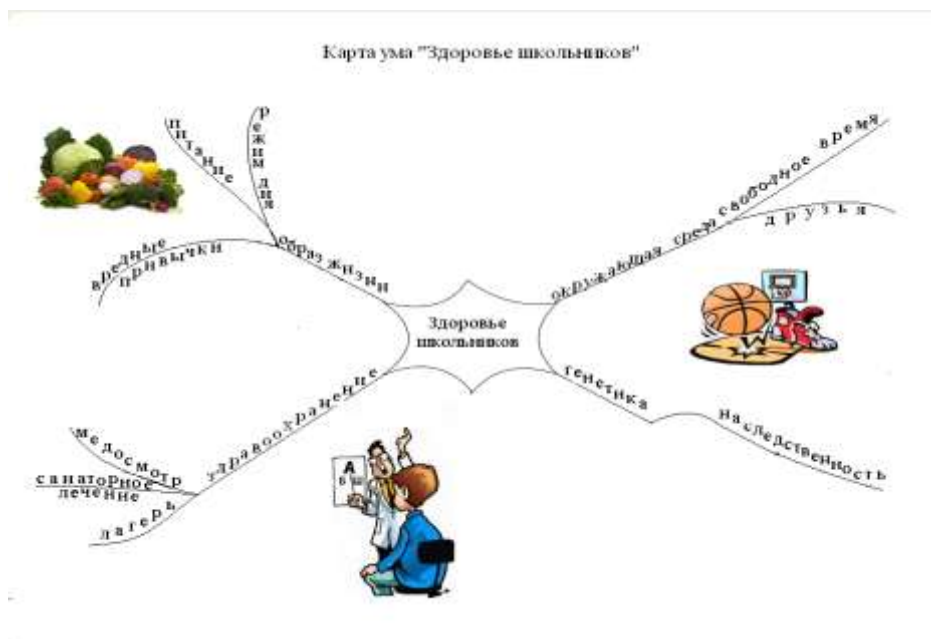 Карта ума "Здоровье школьников"
питание
режим дня
вредные
привычки
образ жизни
окружающая среда
свободное время
друзья
Здоровье
школьников
здравоохранение
медосмотр
санаторное
лечение
лагерь
генетика
наследственность
А
Б Ш